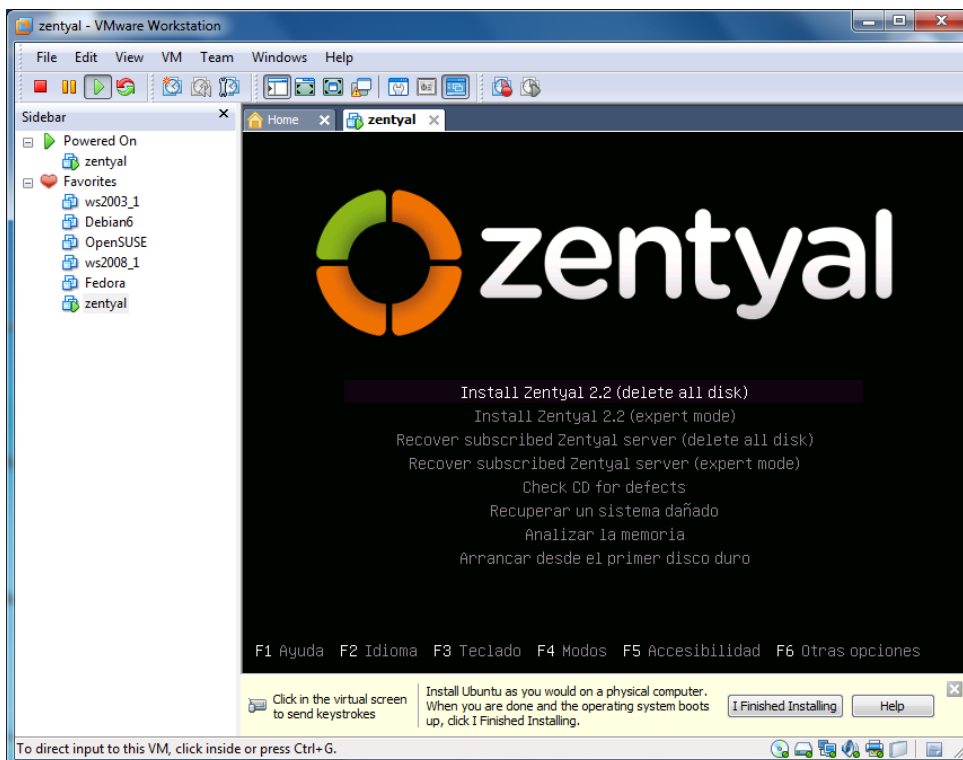 zentyal - VMware Workstation
File Edit View VM Team Windows Help
Sidebar
Powered On
zentyal
Favorites
ws2003_1
Debian6
OpenSUSE
ws2008_1
Fedora
zentyal
Home zentyal
zentyal
Install Zentyal 2.2 (delete all disk)
Install Zentyal 2.2 (expert mode)
Recover subscribed Zentyal server (delete all disk)
Recover subscribed Zentyal server (expert mode)
Check CD for defects
Recuperar un sistema dañado
Analizar la memoria
Arrancar desde el primer disco duro
F1 Ayuda F2 Idioma F3 Teclado F4 Modos F5 Accesibilidad F6 Otras opciones
Click in the virtual screen
to send keystrokes
Install Ubuntu as you would on a physical computer.
When you are done and the operating system boots
up, click I Finished Installing.
I Finished Installing Help
To direct input to this VM, click inside or press Ctrl+G.